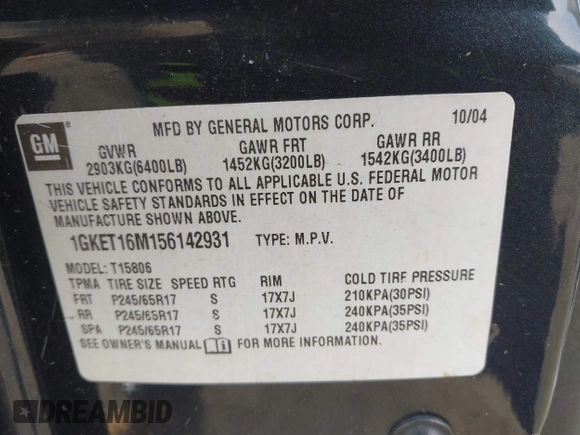 GM
®
MFD BY GENERAL MOTORS CORP. 10/04
GVWR GAWR FRT GAWR RR
2903KG(6400LB) 1452KG(3200LB) 1542KG(3400LB)
THIS VEHICLE CONFORMS TO ALL APPLICABLE U.S. FEDERAL MOTOR
VEHICLE SAFETY STANDARDS IN EFFECT ON THE DATE OF
MANUFACTURE SHOWN ABOVE.
1GKET16M156142931 TYPE: M.P.V.
MODEL: T15806
TPMA TIRE SIZE SPEED RTG RIM COLD TIRE PRESSURE
FRT P245/65R17 S 17X7J 210KPA(30PSI)
RR P245/65R17 S 17X7J 240KPA(35PSI)
SPA P245/65R17 S 17X7J 240KPA(35PSI)
SEE OWNER'S MANUAL FOR MORE INFORMATION.
DREAMBID